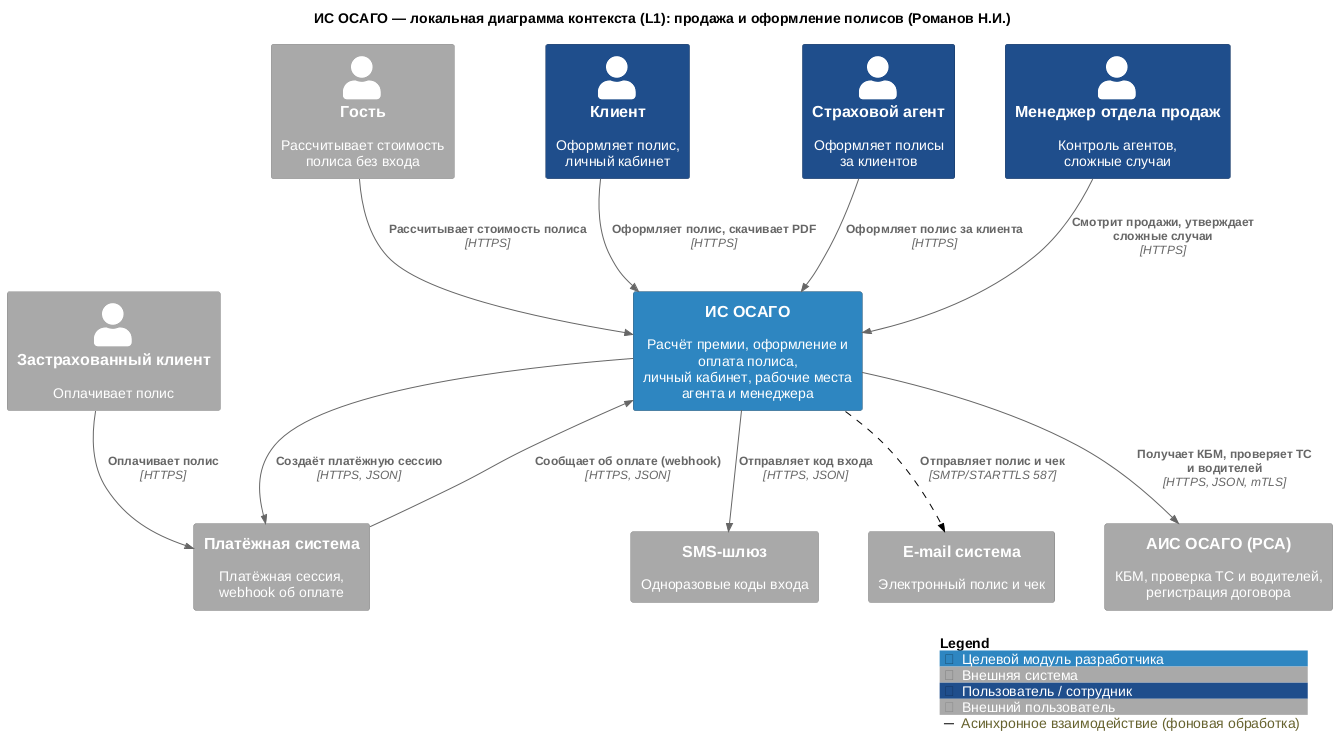 ИС ОСАГО — локальная диаграмма контекста (L1): продажа и оформление полисов (Романов Н.И.)
Гость
Рассчитывает стоимость
полиса без входа
Клиент
Оформляет полис,
личный кабинет
Страховой агент
Оформляет полисы
за клиентов
Менеджер отдела продаж
Контроль агентов,
сложные случаи
Рассчитывает стоимость полиса
[HTTPS]
Оформляет полис, скачивает PDF
[HTTPS]
Оформляет полис за клиента
[HTTPS]
Смотрит продажи, утверждает
сложные случаи
[HTTPS]
Застрахованный клиент
Оплачивает полис
ИС ОСАГО
Расчёт премии, оформление и
оплата полиса,
личный кабинет, рабочие места
агента и менеджера
Оплачивает полис
[HTTPS]
Создаёт платёжную сессию
[HTTPS, JSON]
Сообщает об оплате (webhook)
[HTTPS, JSON]
Отправляет код входа
[HTTPS, JSON]
Отправляет полис и чек
[SMTP/STARTTLS 587]
Получает КБМ, проверяет ТС
и водителей
[HTTPS, JSON, mTLS]
Платёжная система
Платёжная сессия,
webhook об оплате
SMS-шлюз
Одноразовые коды входа
E-mail система
Электронный полис и чек
АИС ОСАГО (РСА)
КБМ, проверка ТС и водителей,
регистрация договора
Legend
Целевой модуль разработчика
Внешняя система
Пользователь / сотрудник
Внешний пользователь
Асинхронное взаимодействие (фоновая обработка)